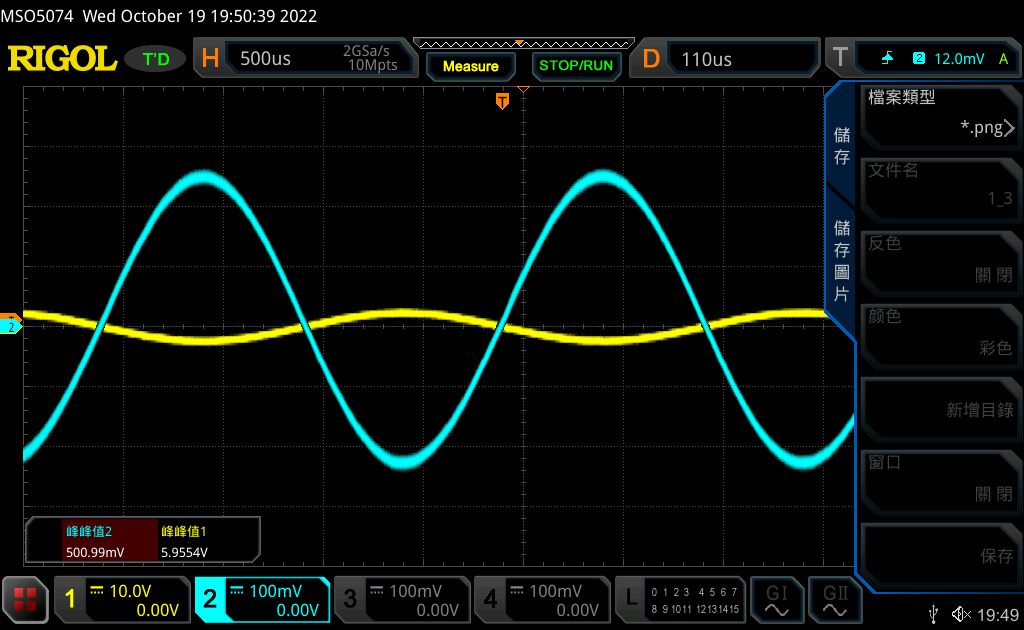 MSO5074 Wed October 19 19:50:39 2022
RIGOL T'D H 500us 2GSa/s 10Mpts Measure STOP/RUN D 110us T 2 12.0mV A
T
檔案類型
*.png
儲存
文件名
1_3
儲存圖片
反色
關 閉
顏色
彩色
T
2
新增目錄
窗口
關 閉
保存
峰峰值2 峰峰值1
500.99mV 5.9554V
1 10.0V 0.00V
2 100mV 0.00V
3 100mV 0.00V
4 100mV 0.00V
L 0 1 2 3 4 5 6 7
8 9 10 11 12 13 14 15
GI GII
19:49